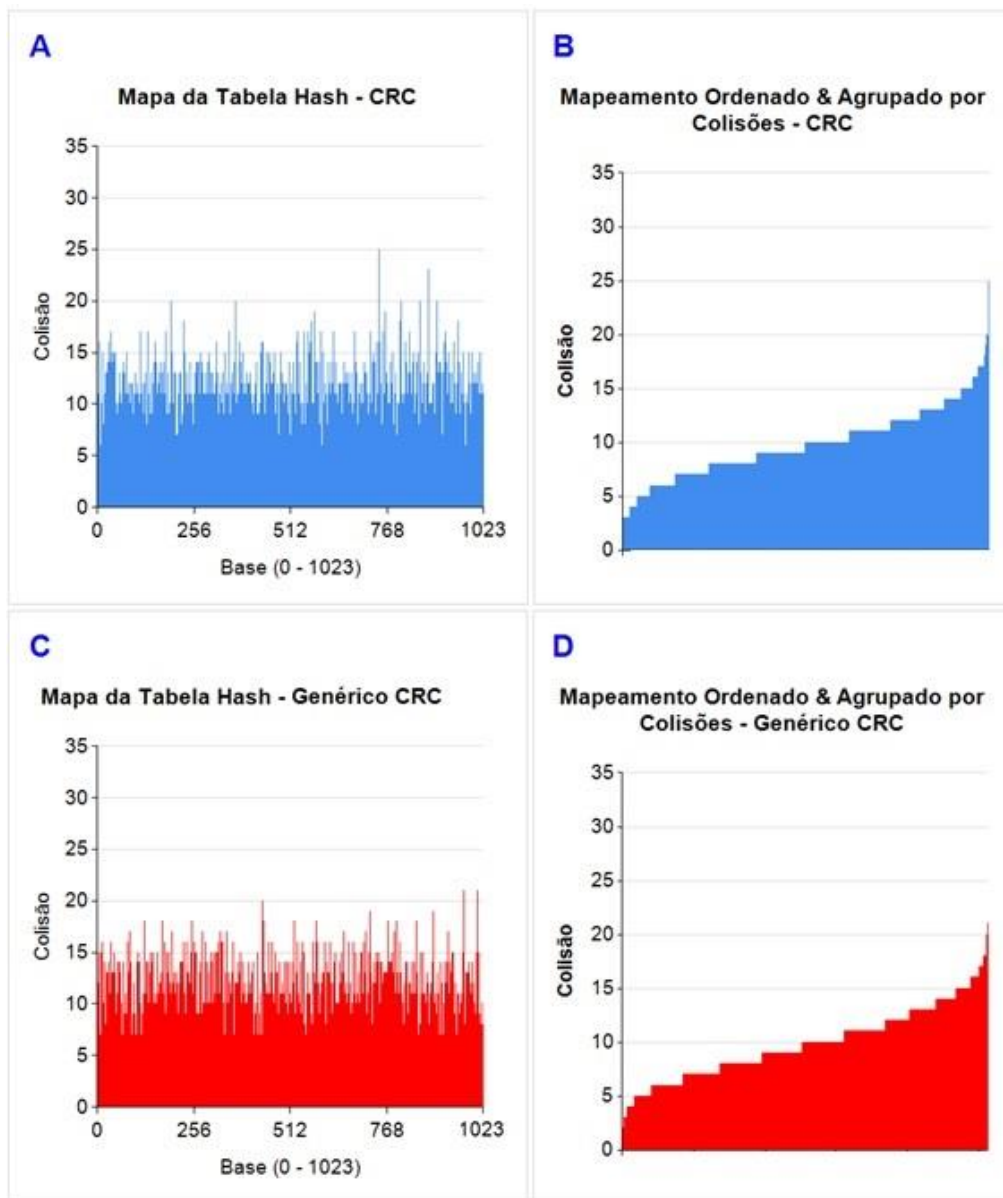 A
Mapa da Tabela Hash - CRC
35
30
25
20
15
10
5
0
Colisão
0 256 512 768 1023
Base (0 - 1023)
B
Mapeamento Ordenado & Agrupado por
Colisões - CRC
35
30
25
20
15
10
5
0
Colisão
C
Mapa da Tabela Hash - Genérico CRC
35
30
25
20
15
10
5
0
Colisão
0 256 512 768 1023
Base (0 - 1023)
D
Mapeamento Ordenado & Agrupado por
Colisões - Genérico CRC
35
30
25
20
15
10
5
0
Colisão